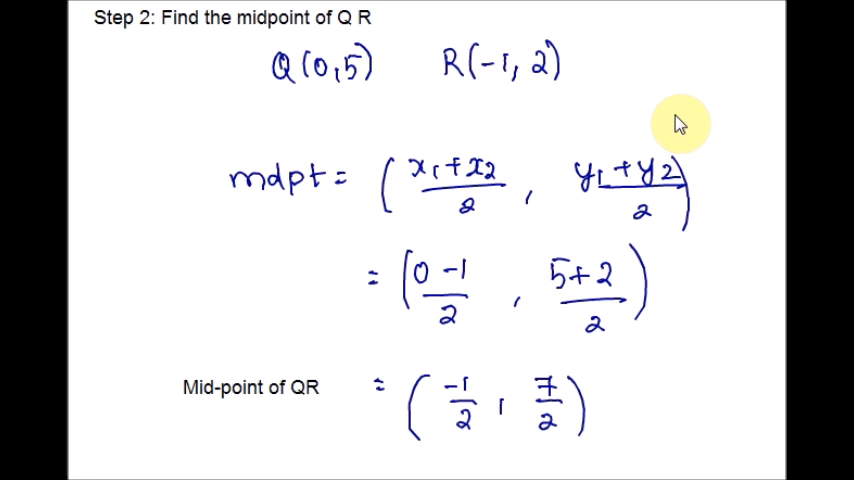 Step 2: Find the midpoint of Q R
Q(0,5) R(-1, 2)
mdpt = (x₁+x₂/2, y₁+y₂/2)
= (0-1/2, 5+2/2)
Mid-point of QR = (-1/2, 7/2)